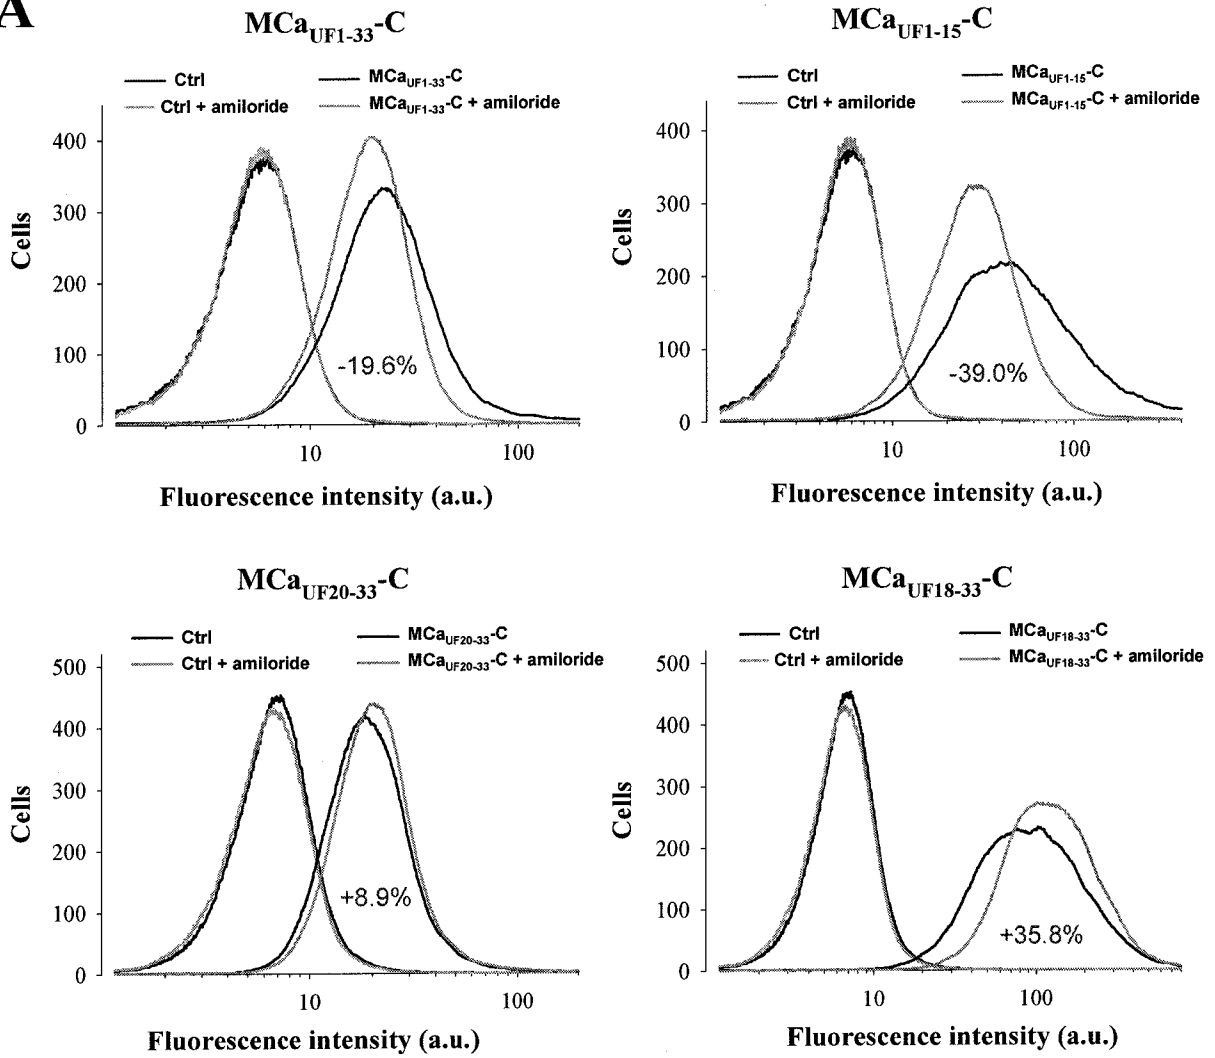 A
MCaUF1-33-C
Ctrl
MCaUF1-33-C
Ctrl + amiloride
MCaUF1-33-C + amiloride
400
300
200
100
0
Cells
-19.6%
10
100
Fluorescence intensity (a.u.)
MCaUF1-15-C
Ctrl
MCaUF1-15-C
Ctrl + amiloride
MCaUF1-15-C + amiloride
400
300
200
100
0
Cells
-39.0%
10
100
Fluorescence intensity (a.u.)
MCaUF20-33-C
Ctrl
MCaUF20-33-C
Ctrl + amiloride
MCaUF20-33-C + amiloride
500
400
300
200
100
0
Cells
+8.9%
10
100
Fluorescence intensity (a.u.)
MCaUF18-33-C
Ctrl
MCaUF18-33-C
Ctrl + amiloride
MCaUF18-33-C + amiloride
500
400
300
200
100
0
Cells
+35.8%
10
100
Fluorescence intensity (a.u.)